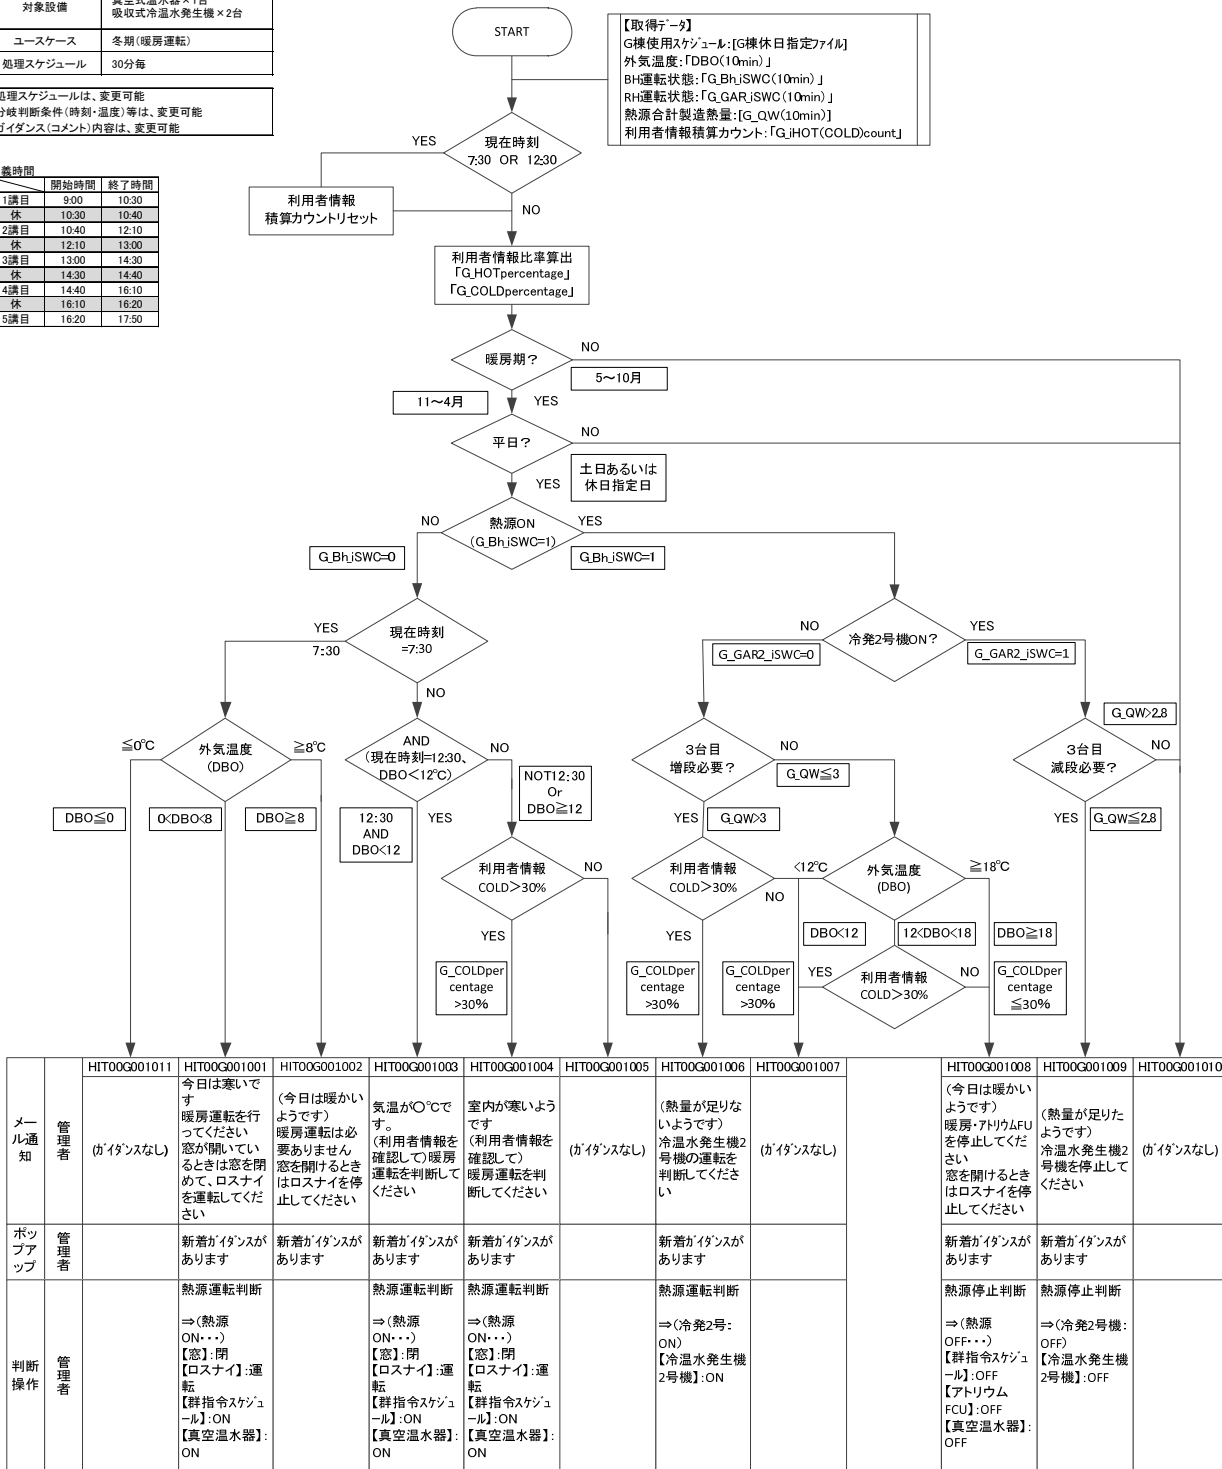 対象設備
真空式温水器×1台
吸収式冷温水発生機×2台
ユースケース
冬期(暖房運転)
処理スケジュール
30分毎
処理スケジュールは、変更可能
分岐判断条件(時刻・温度)等は、変更可能
ガイダンス(コメント)内容は、変更可能
義時間
開始時間 終了時間
1講目 9:00 10:30
休 10:30 10:40
2講目 10:40 12:10
休 12:10 13:00
3講目 13:00 14:30
休 14:30 14:40
4講目 14:40 16:10
休 16:10 16:20
5講目 16:20 17:50
START
【取得ﾃﾞｰﾀ】
G棟使用ｽｹｼﾞｭｰﾙ:[G棟休日指定ファイル]
外気温度:「DBO(10min)」
BH運転状態:「G_Bh_iSWC(10min)」
RH運転状態:「G_GAR_iSWC(10min)」
熱源合計製造熱量:[G_QW(10min)]
利用者情報積算カウント:「G_iHOT(COLD)count」
YES
現在時刻
7:30 OR 12:30
利用者情報
積算カウントリセット
NO
利用者情報比率算出
「G_HOTpercentage」
「G_COLDpercentage」
暖房期?
NO
5～10月
11～4月
YES
平日?
NO
土日あるいは
休日指定日
YES
熱源ON
(G_Bh_iSWC=1)
NO
YES
G_Bh_iSWC=0
G_Bh_iSWC=1
YES
7:30
現在時刻
=7:30
NO
NO
冷発2号機ON?
YES
G_GAR2_iSWC=0
G_GAR2_iSWC=1
G_QW>2.8
≦0℃
外気温度
(DBO)
≧8℃
AND
(現在時刻=12:30、
DBO<12℃)
NO
3台目
増段必要?
NO
3台目
減段必要?
NO
NOT12:30
Or
DBO≧12
G_QW≦3
DBO≦0
0<DBO<8
DBO≧8
12:30
AND
DBO<12
YES
YES
G_QW>3
YES
G_QW≦2.8
利用者情報
COLD>30%
NO
利用者情報
COLD>30%
NO
<12℃
外気温度
(DBO)
≧18℃
YES
YES
DBO<12
12<DBO<18
DBO≧18
G_COLDper
centage
>30%
G_COLDper
centage
>30%
G_COLDper
centage
>30%
YES
利用者情報
COLD>30%
NO
G_COLDper
centage
≦30%
HIT00G001011 HIT00G001001 HIT00G001002 HIT00G001003 HIT00G001004 HIT00G001005 HIT00G001006 HIT00G001007 HIT00G001008 HIT00G001009 HIT00G001010
メー
ル通
知
管
理
者
(ｶﾞｲﾀﾞﾝｽなし)
今日は寒いで
す
暖房運転を行
ってください
窓が開いてい
るときは窓を閉
めて、ロスナイ
を運転してくだ
さい
(今日は暖かい
ようです)
暖房運転は必
要ありません
窓を開けるとき
はロスナイを停
止してください
気温が〇℃で
す。
(利用者情報を
確認して)暖房
運転を判断して
ください
室内が寒いよう
です
(利用者情報を
確認して)
暖房運転を判
断してください
(ｶﾞｲﾀﾞﾝｽなし)
(熱量が足りな
いようです)
冷温水発生機2
号機の運転を
判断してくださ
い
(ｶﾞｲﾀﾞﾝｽなし)
(今日は暖かい
ようです)
暖房・ｱﾄﾘｳﾑFU
を停止してくだ
さい
窓を開けるとき
はロスナイを停
止してください
(熱量が足りた
ようです)
冷温水発生機2
号機を停止して
ください
(ｶﾞｲﾀﾞﾝｽなし)
ポッ
プア
ップ
管
理
者
新着ｶﾞｲﾀﾞﾝｽが
あります
新着ｶﾞｲﾀﾞﾝｽが
あります
新着ｶﾞｲﾀﾞﾝｽが
あります
新着ｶﾞｲﾀﾞﾝｽが
あります
新着ｶﾞｲﾀﾞﾝｽが
あります
新着ｶﾞｲﾀﾞﾝｽが
あります
新着ｶﾞｲﾀﾞﾝｽが
あります
判断
操作
管
理
者
熱源運転判断
⇒(熱源
ON・・・)
【窓】:閉
【ロスナイ】:運
転
【群指令ｽｹｼﾞｭ
ｰﾙ】:ON
【真空温水器】:
ON
熱源運転判断
⇒(熱源
ON・・・)
【窓】:閉
【ロスナイ】:運
転
【群指令ｽｹｼﾞｭ
ｰﾙ】:ON
【真空温水器】:
ON
熱源運転判断
⇒(熱源
ON・・・)
【窓】:閉
【ロスナイ】:運
転
【群指令ｽｹｼﾞｭ
ｰﾙ】:ON
【真空温水器】:
ON
熱源運転判断
⇒(冷発2号:
ON)
【冷温水発生機
2号機】:ON
熱源停止判断
⇒(熱源
OFF・・・)
【群指令ｽｹｼﾞｭ
ｰﾙ】:OFF
【アトリウム
FCU】:OFF
【真空温水器】:
OFF
熱源停止判断
⇒(冷発2号機:
OFF)
【冷温水発生機
2号機】:OFF